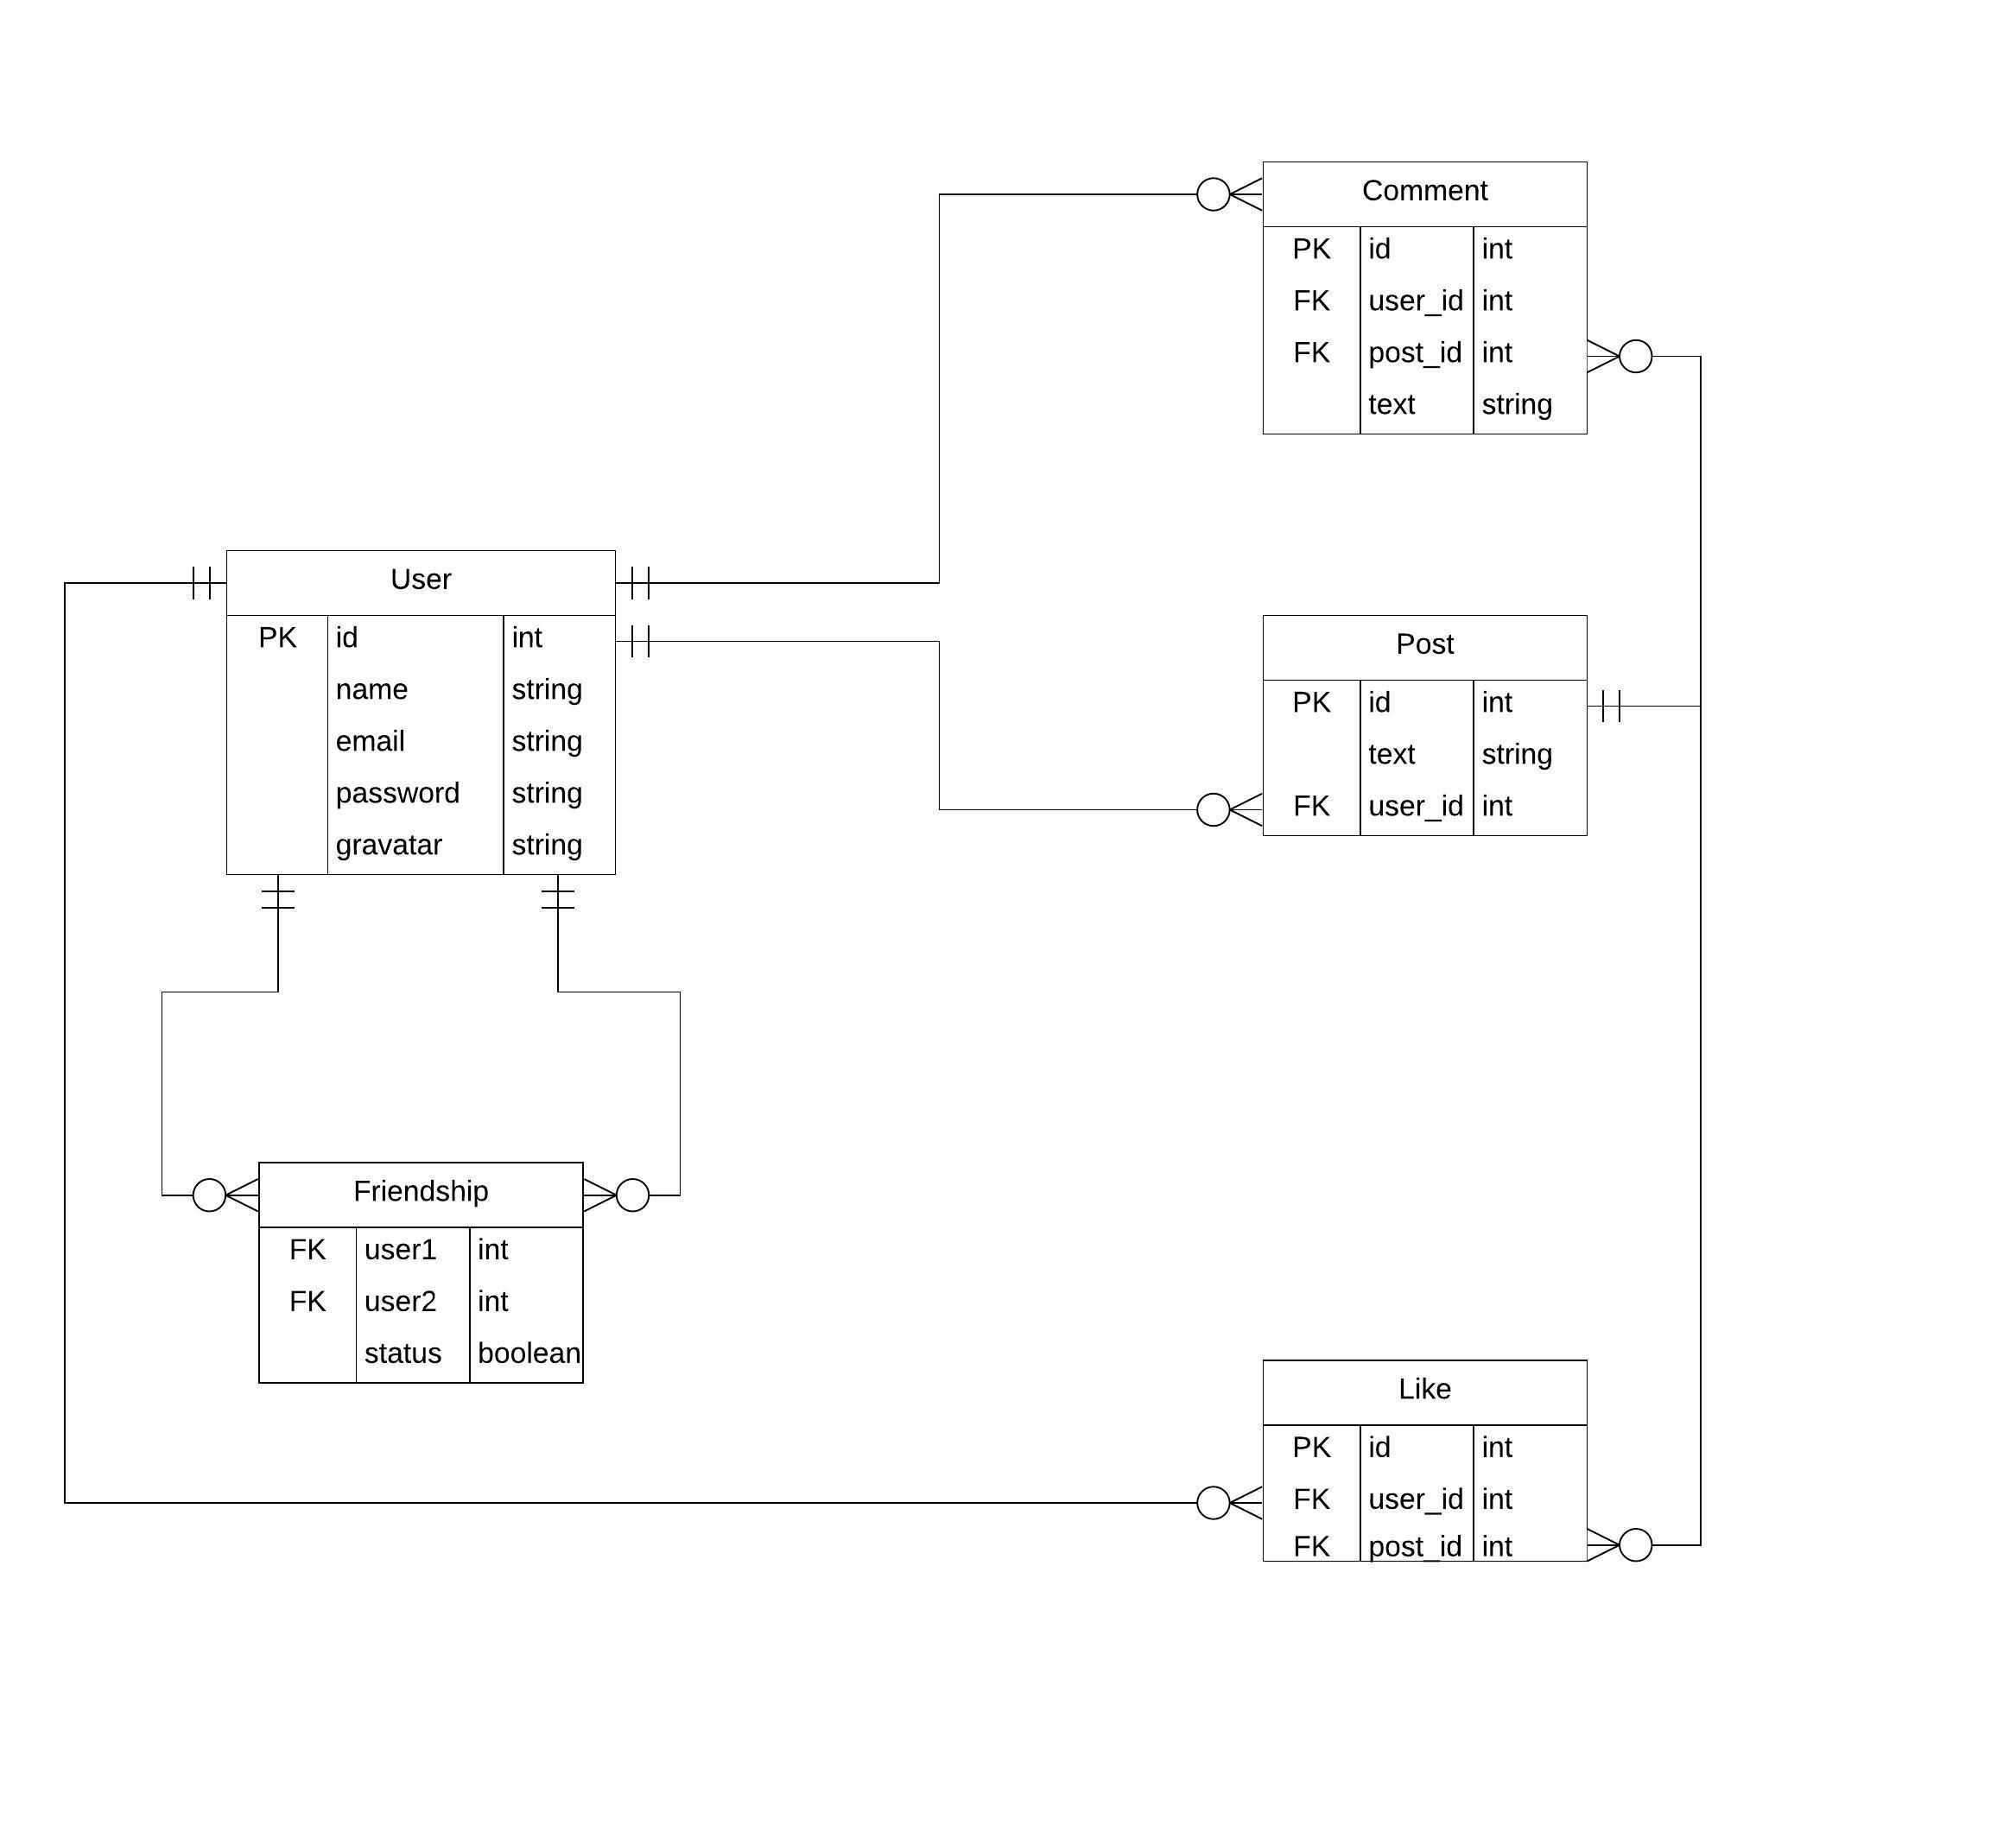 Comment
PK id int
FK user_id int
FK post_id int
text string
User
PK id int
name string
email string
password string
gravatar string
Post
PK id int
text string
FK user_id int
Friendship
FK user1 int
FK user2 int
status boolean
Like
PK id int
FK user_id int
FK post_id int